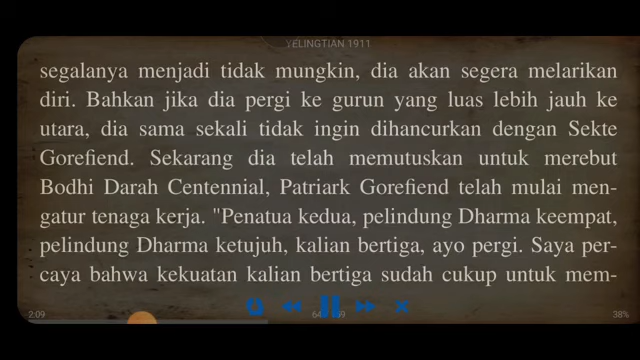 YELINGTIAN 1911
segalanya menjadi tidak mungkin, dia akan segera melarikan
diri. Bahkan jika dia pergi ke gurun yang luas lebih jauh ke
utara, dia sama sekali tidak ingin dihancurkan dengan Sekte
Gorefiend. Sekarang dia telah memutuskan untuk merebut
Bodhi Darah Centennial, Patriark Gorefiend telah mulai men-
gatur tenaga kerja. "Penatua kedua, pelindung Dharma keempat,
pelindung Dharma ketujuh, kalian bertiga, ayo pergi. Saya per-
caya bahwa kekuatan kalian bertiga sudah cukup untuk mem-
2:09
38%